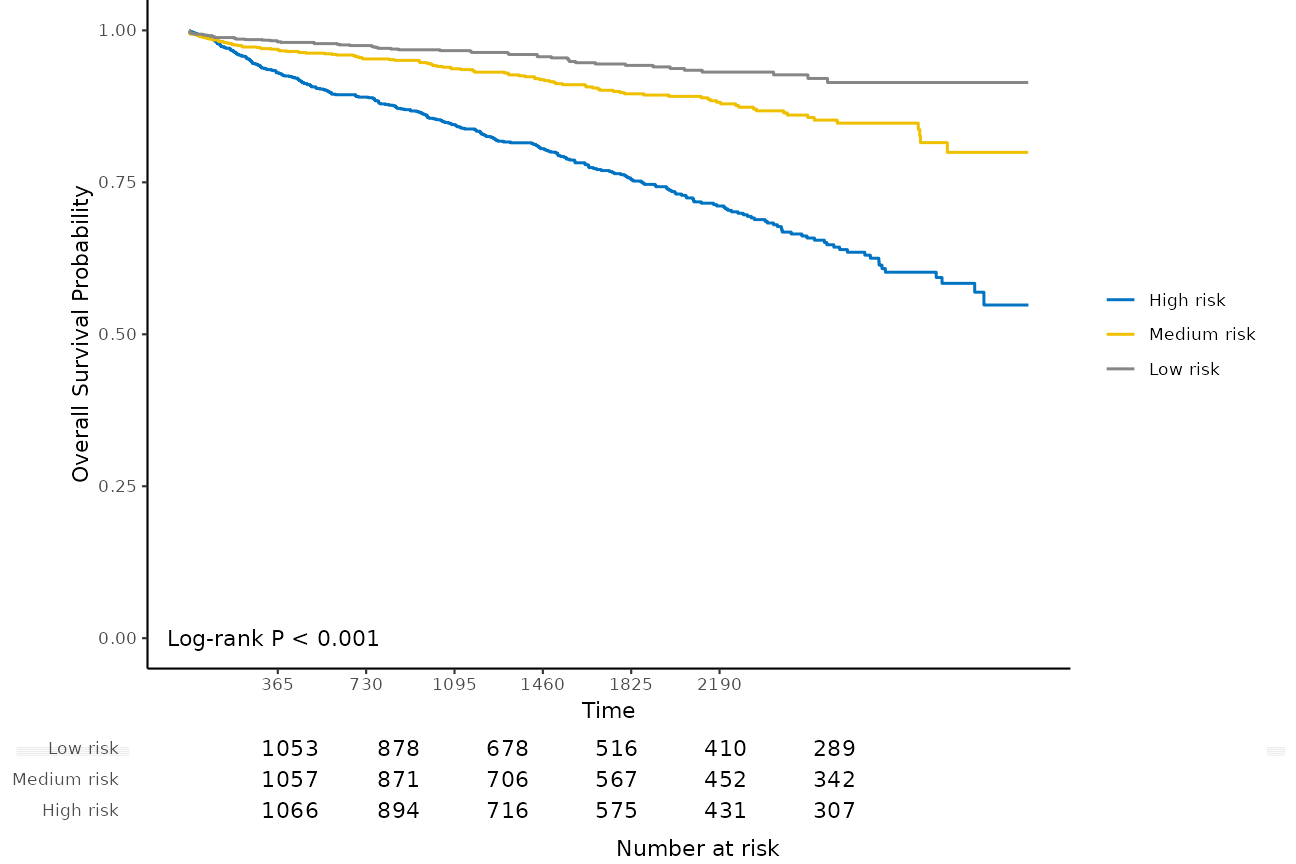 1.00
0.75
0.50
0.25
0.00
Overall Survival Probability
Log-rank P < 0.001
365 730 1095 1460 1825 2190
Time
High risk
Medium risk
Low risk
Low risk 1053 878 678 516 410 289
Medium risk 1057 871 706 567 452 342
High risk 1066 894 716 575 431 307
Number at risk